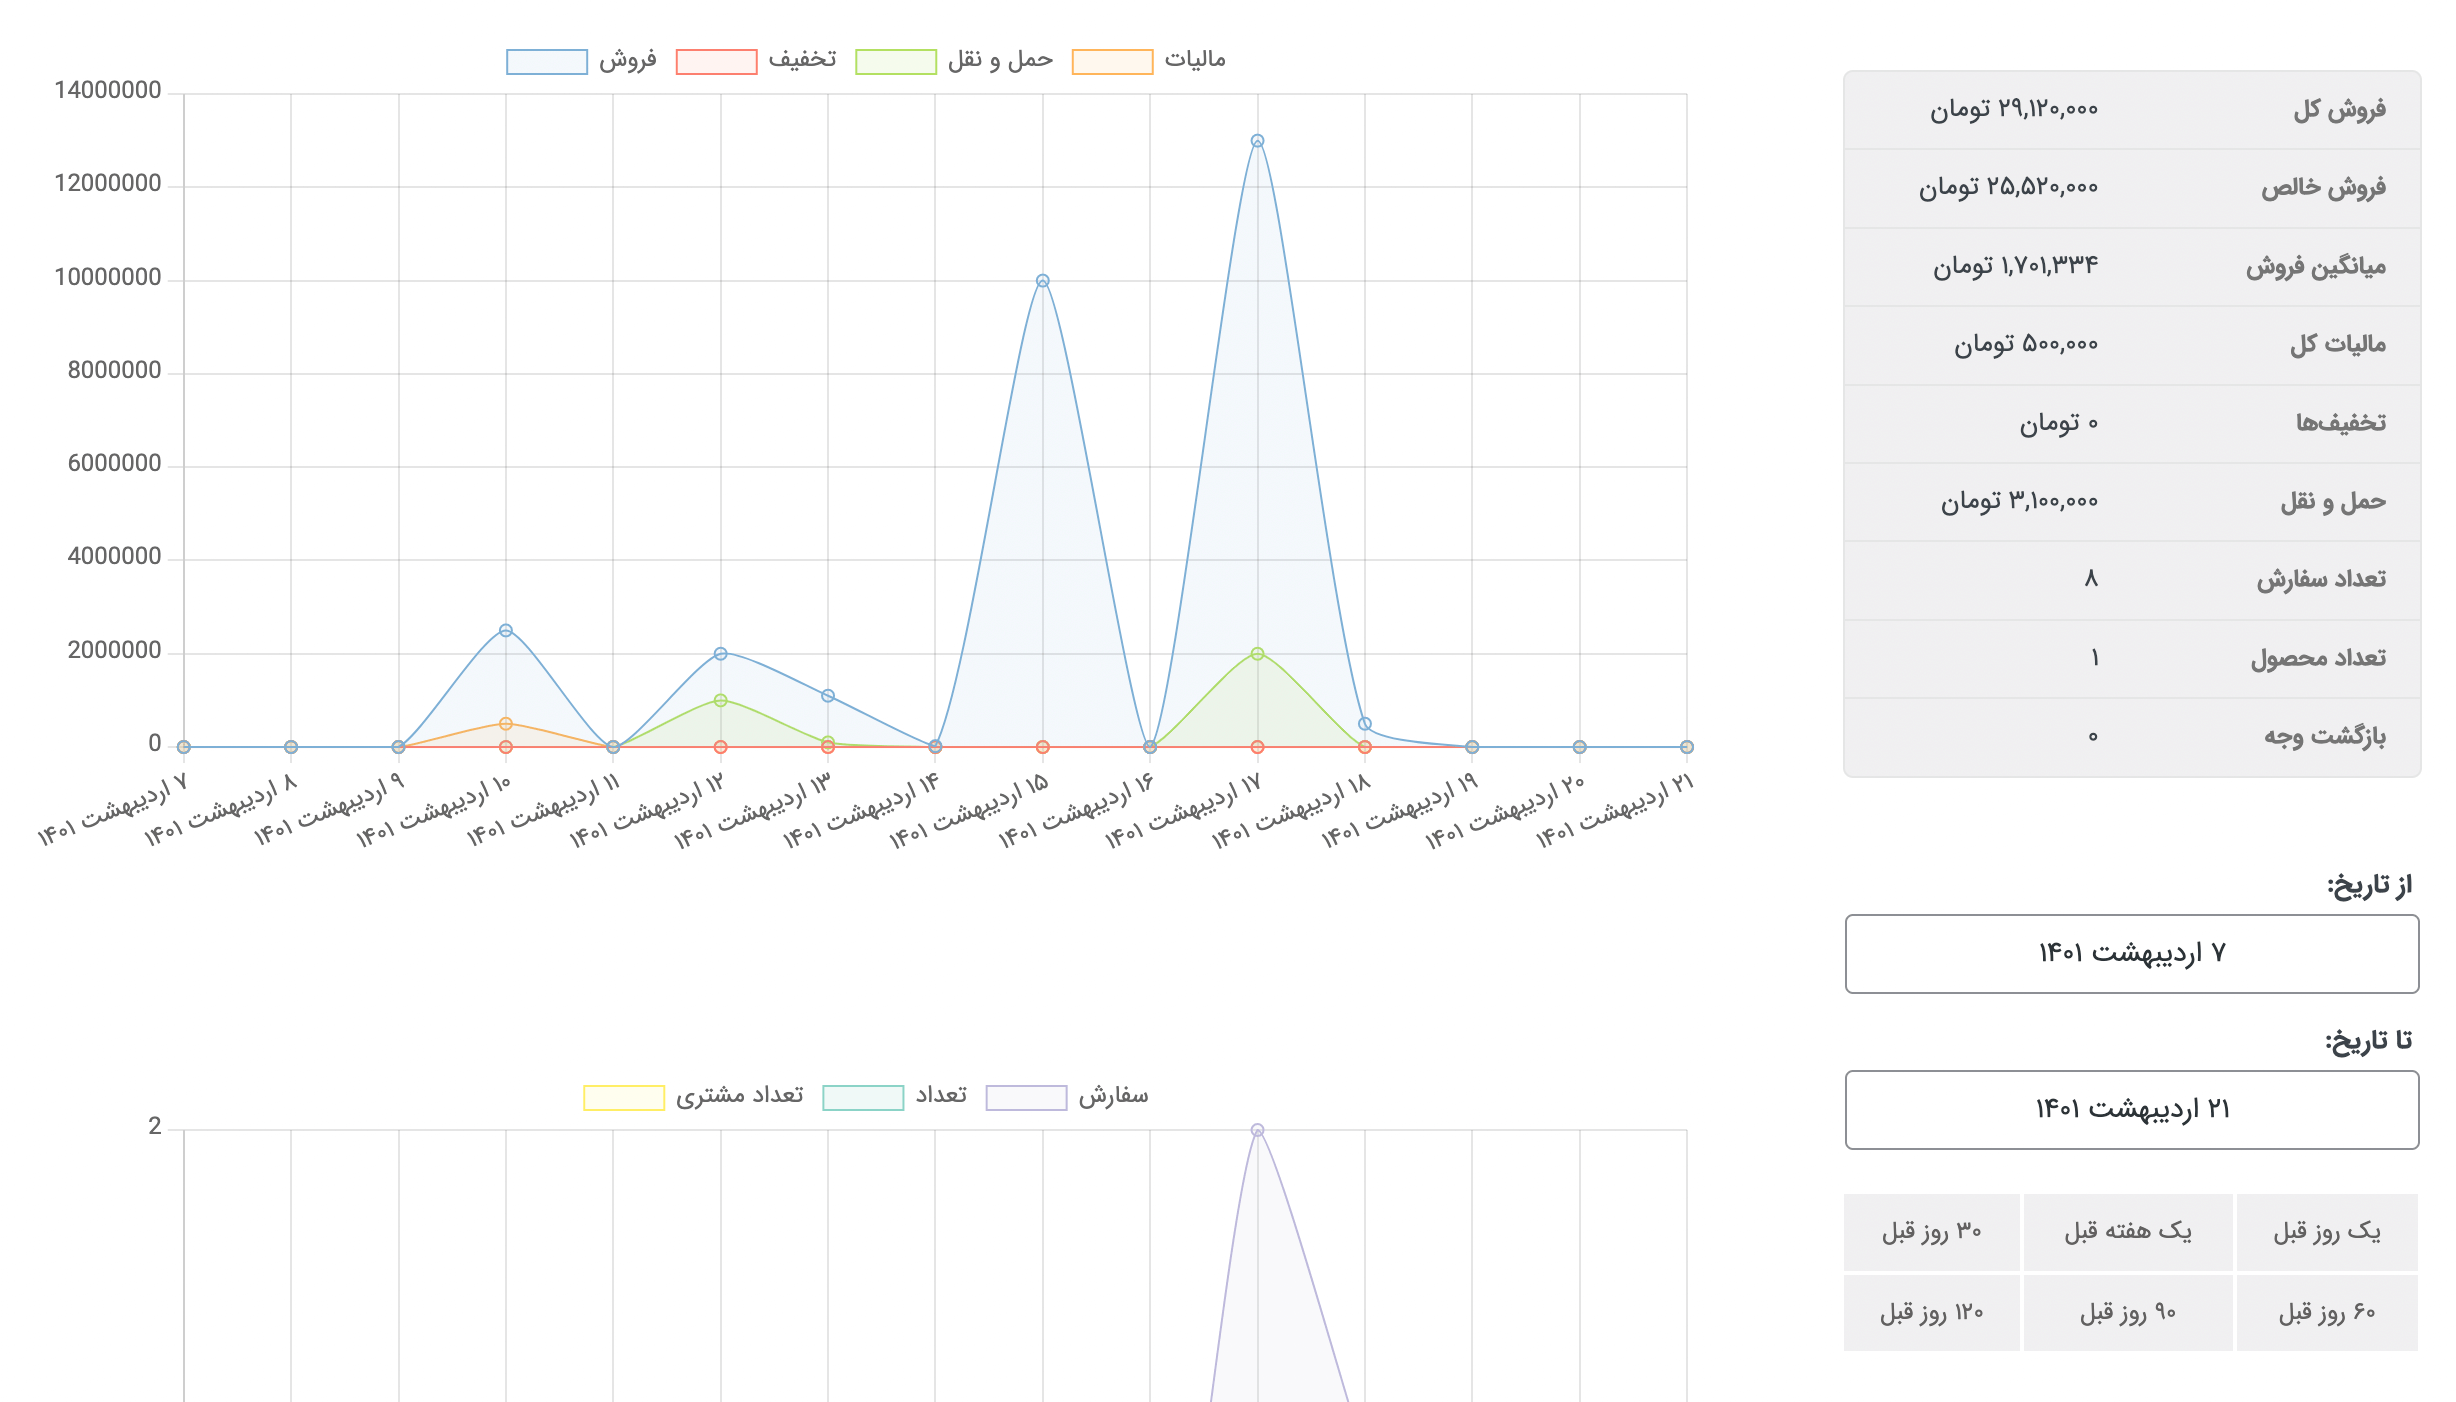 فروش کل ۲۹,۱۲۰,۰۰۰ تومان
فروش خالص ۲۵,۵۲۰,۰۰۰ تومان
میانگین فروش ۱,۷۰۱,۳۳۴ تومان
مالیات کل ۵۰۰,۰۰۰ تومان
تخفیف‌ها ۰ تومان
حمل و نقل ۳,۱۰۰,۰۰۰ تومان
تعداد سفارش ۸
تعداد محصول ۱
بازگشت وجه ۰
از تاریخ:
۷ اردیبهشت ۱۴۰۱
تا تاریخ:
۲۱ اردیبهشت ۱۴۰۱
یک روز قبل یک هفته قبل ۳۰ روز قبل
۶۰ روز قبل ۹۰ روز قبل ۱۲۰ روز قبل
مالیات حمل و نقل تخفیف فروش
14000000
12000000
10000000
8000000
6000000
4000000
2000000
0
۷ اردیبهشت ۱۴۰۱
۸ اردیبهشت ۱۴۰۱
۹ اردیبهشت ۱۴۰۱
۱۰ اردیبهشت ۱۴۰۱
۱۱ اردیبهشت ۱۴۰۱
۱۲ اردیبهشت ۱۴۰۱
۱۳ اردیبهشت ۱۴۰۱
۱۴ اردیبهشت ۱۴۰۱
۱۵ اردیبهشت ۱۴۰۱
۱۶ اردیبهشت ۱۴۰۱
۱۷ اردیبهشت ۱۴۰۱
۱۸ اردیبهشت ۱۴۰۱
۱۹ اردیبهشت ۱۴۰۱
۲۰ اردیبهشت ۱۴۰۱
۲۱ اردیبهشت ۱۴۰۱
سفارش تعداد تعداد مشتری
2